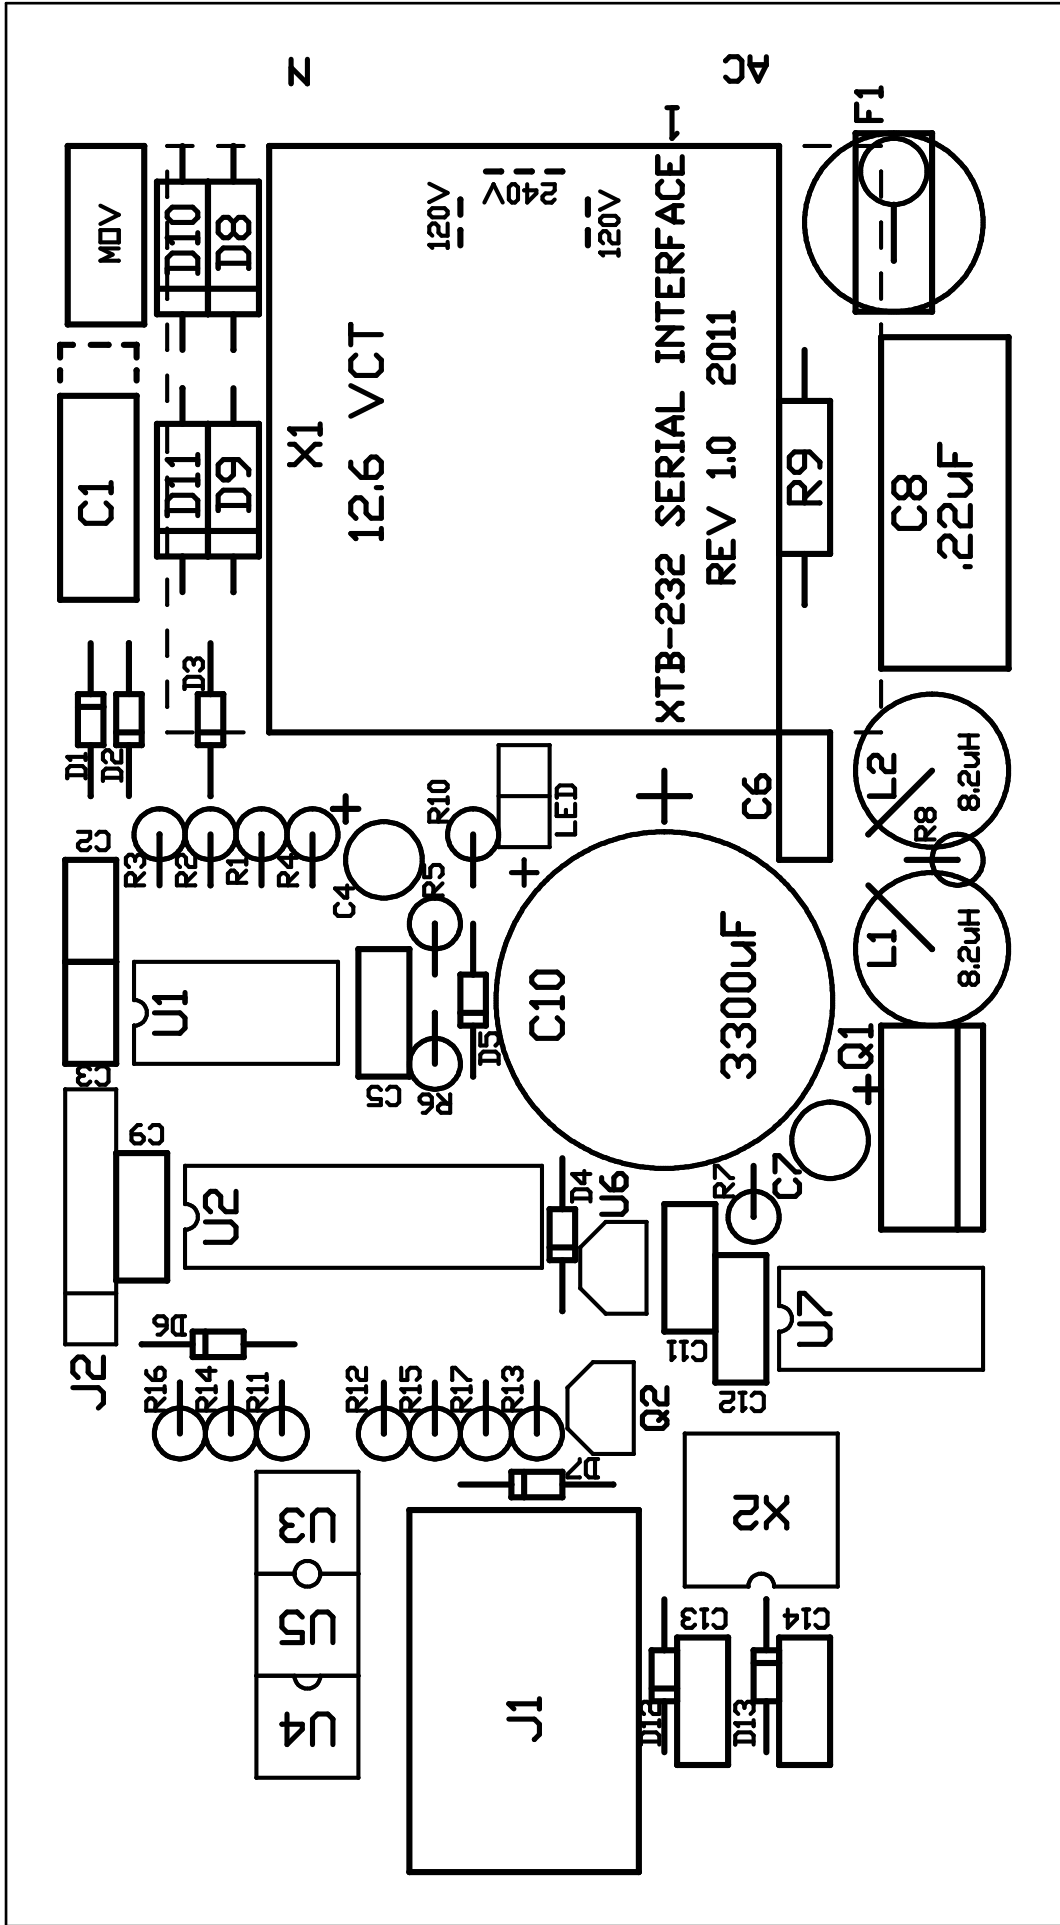 N
AC
F1
1
MOV
D10
D8
120V
240V
120V
XTB-232 SERIAL INTERFACE
REV 1.0 2011
X1
12.6 VCT
C1
D11
D9
R9
C8
.22uF
D1
D2
D3
C2
R3
R2
R1
R4
+
C4
R10
LED
+
+
C6
L2
8.2uH
R8
L1
8.2uH
R5
U1
C3
C5
R6
D5
C10
3300uF
Q1
+
C9
U2
D4
U6
R7
C7
J2
D6
C11
C12
U7
R16
R14
R11
R12
R15
R17
R13
Q2
D7
U3
U5
U4
X2
J1
C13
C14
D12
D13